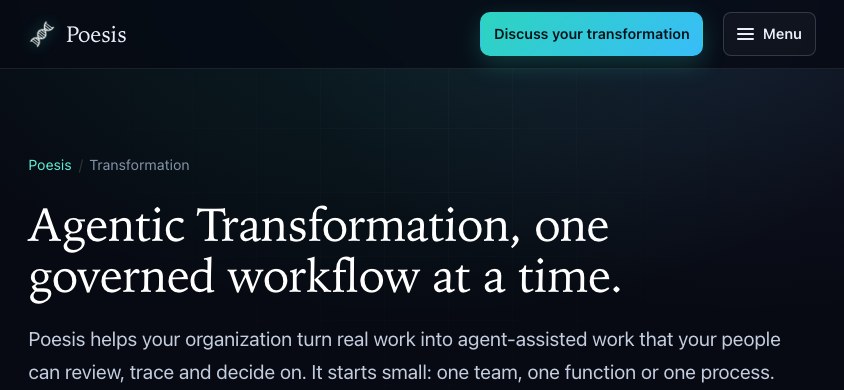 Poesis
Discuss your transformation
Menu
Poesis / Transformation
Agentic Transformation, one
governed workflow at a time.
Poesis helps your organization turn real work into agent-assisted work that your people
can review, trace and decide on. It starts small: one team, one function or one process.